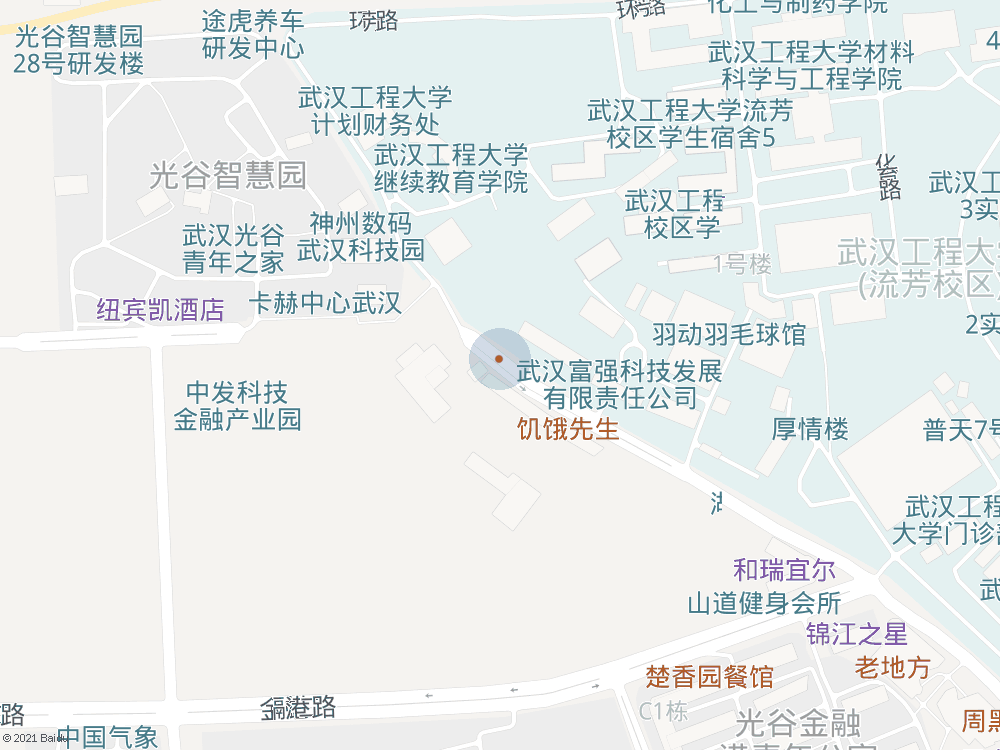 途虎养车
研发中心
光谷智慧园
28号研发楼
化工与制药学院
武汉工程大学材料
科学与工程学院
武汉工程大学
计划财务处
武汉工程大学流芳
校区学生宿舍5
武汉工程大学
继续教育学院
光谷智慧园
武汉工程
校区学
武汉工
3实
神州数码
武汉科技园
武汉光谷
青年之家
1号楼
武汉工程大
(流芳校区
纽宾凯酒店
卡赫中心武汉
2实
羽动羽毛球馆
武汉富强科技发展
有限责任公司
中发科技
金融产业园
饥饿先生
厚情楼
普天7号
武汉工程
大学门诊部
和瑞宜尔
山道健身会所
武
锦江之星
老地方
楚香园餐馆
C1栋
光谷金融
周黑
路
中国气象
© 2021 Baidu